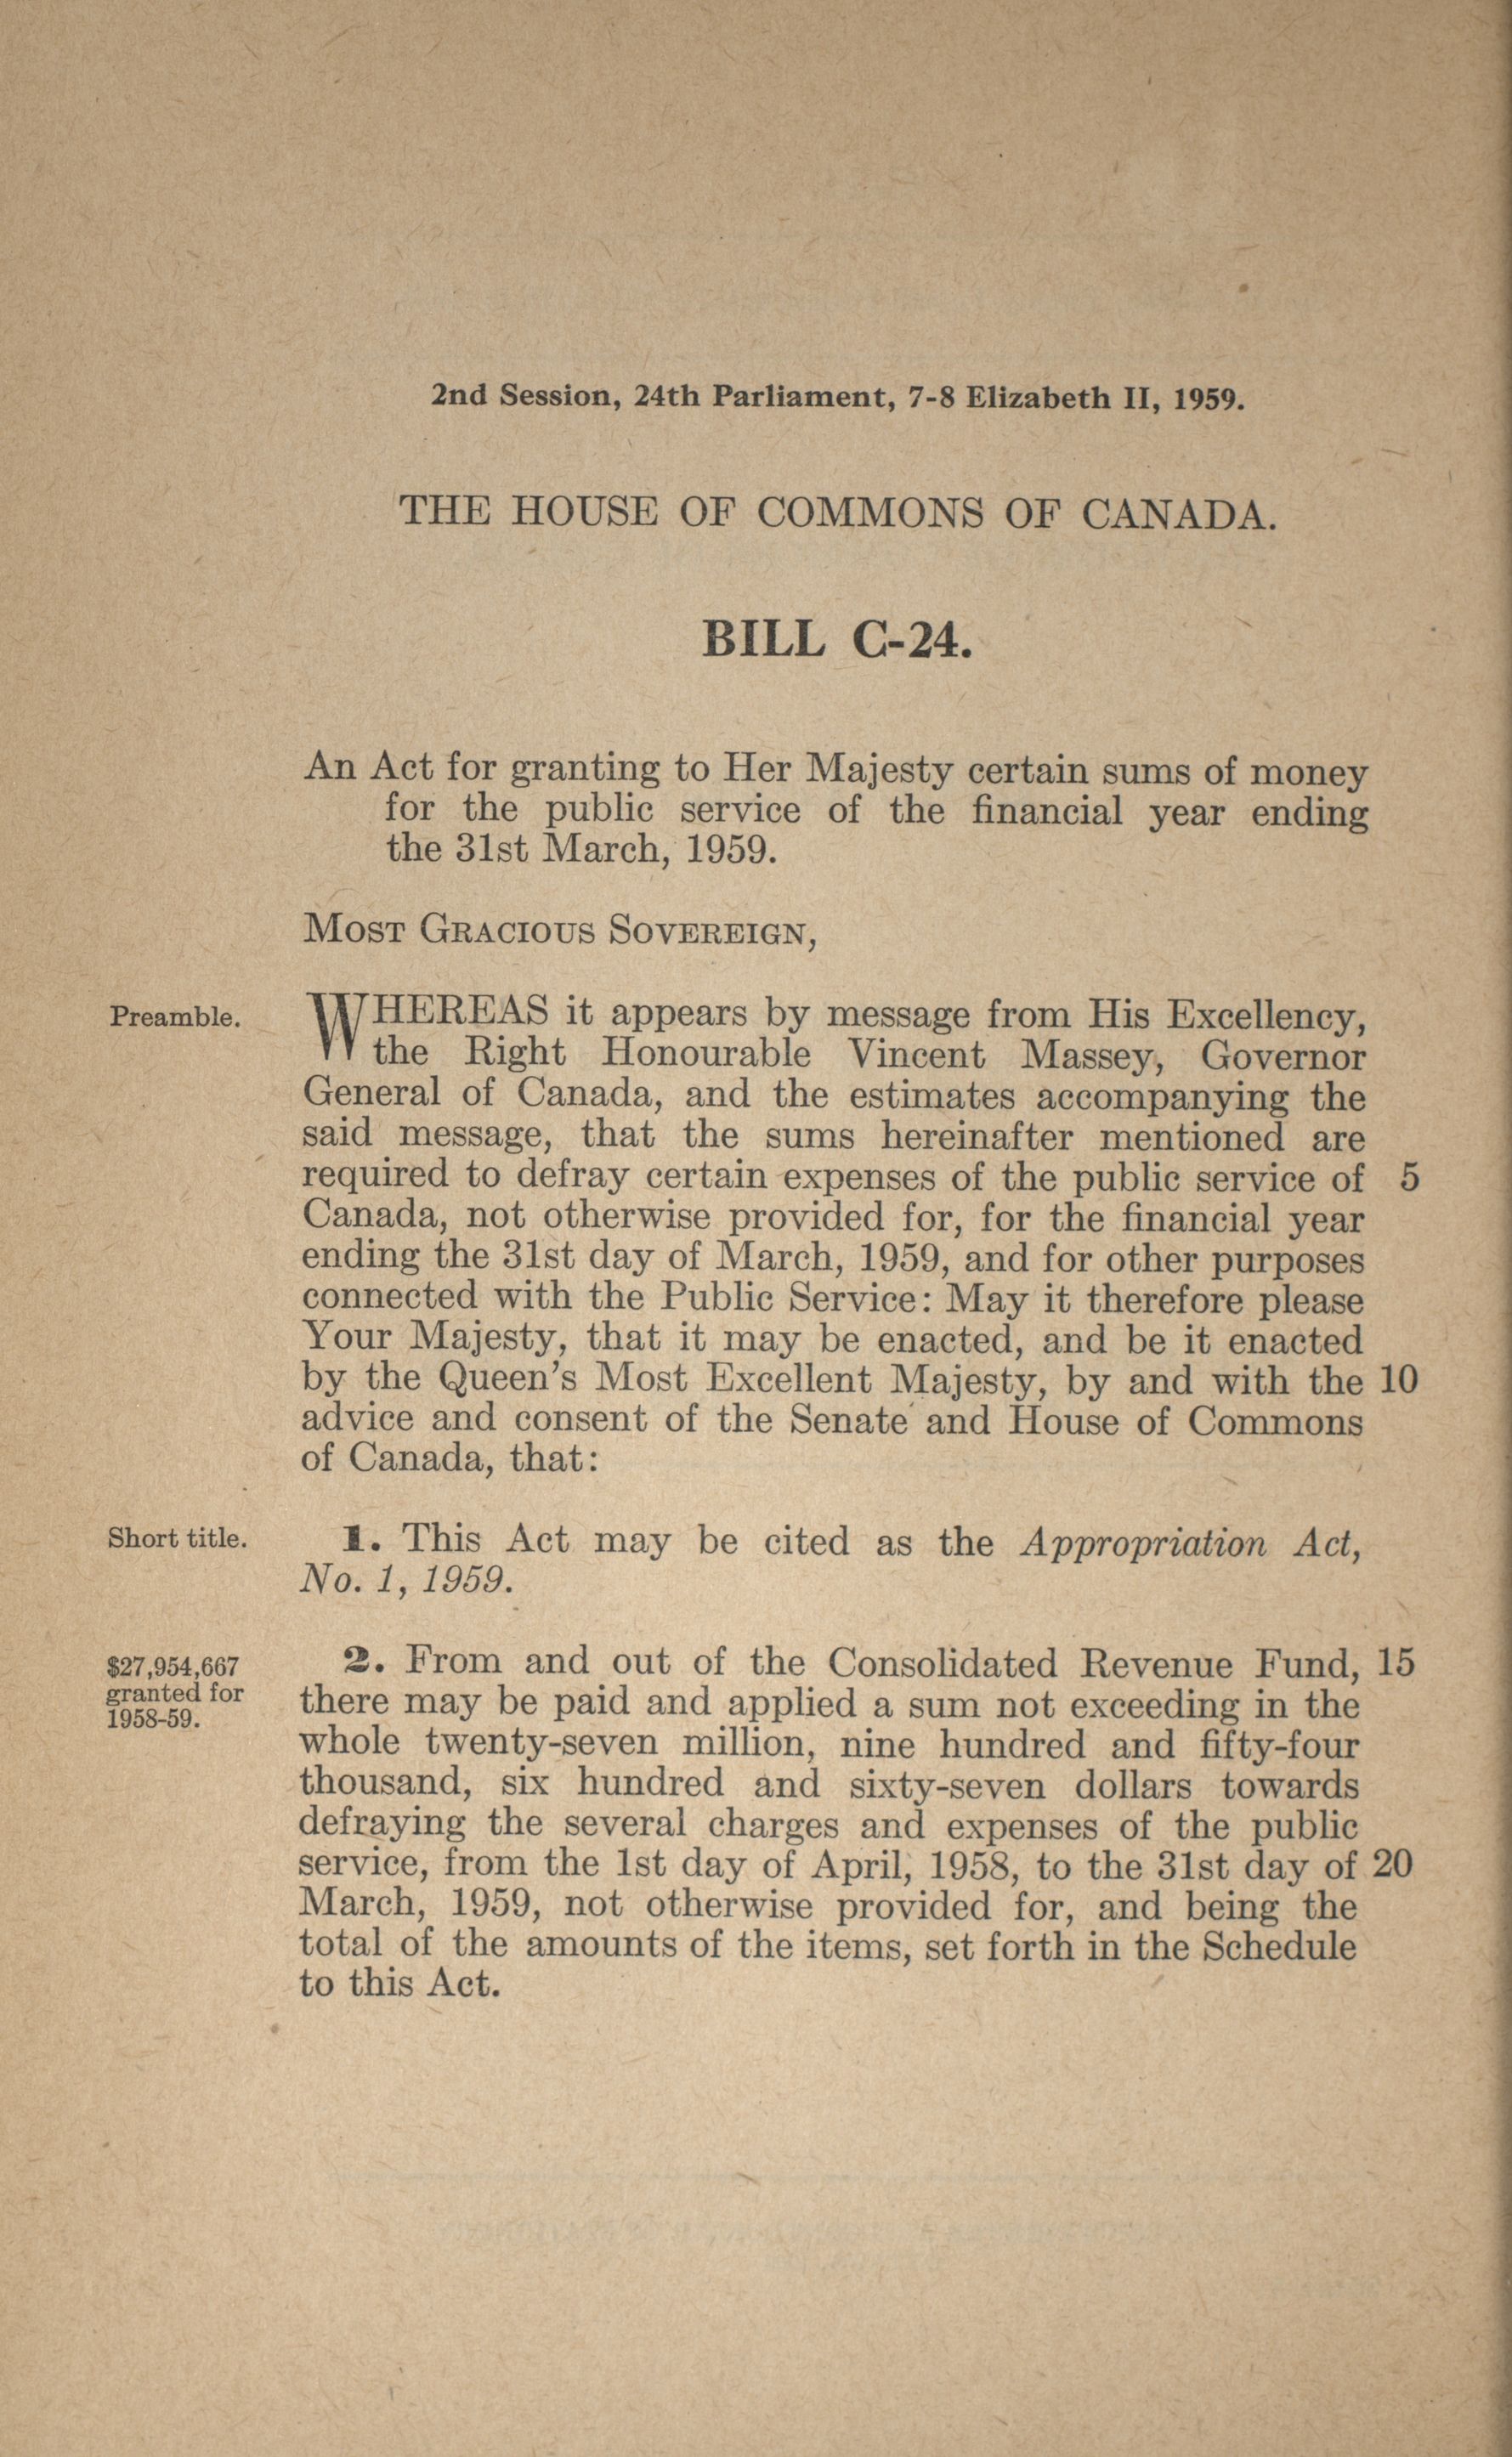 2nd Session, 24th Parliament, 7-8 Elizabeth II, 1959.
THE HOUSE OF COMMONS OF CANADA.
BILL C-24.
An Act for granting to Her Majesty certain sums of money
for the public service of the financial year ending
the 31st March, 1959.
MOST GRACIOUS SOVEREIGN,
Preamble.
WHEREAS it appears by message from His Excellency,
the Right Honourable Vincent Massey, Governor
General of Canada, and the estimates accompanying the
said message, that the sums hereinafter mentioned are
required to defray certain expenses of the public service of 5
Canada, not otherwise provided for, for the financial year
ending the 31st day of March, 1959, and for other purposes
connected with the Public Service: May it therefore please
Your Majesty, that it may be enacted, and be it enacted
by the Queen's Most Excellent Majesty, by and with the 10
advice and consent of the Senate and House of Commons
of Canada, that:
Short title.
1. This Act may be cited as the Appropriation Act,
No. 1, 1959.
$27,954,667
granted for
1958-59.
2. From and out of the Consolidated Revenue Fund, 15
there may be paid and applied a sum not exceeding in the
whole twenty-seven million, nine hundred and fifty-four
thousand, six hundred and sixty-seven dollars towards
defraying the several charges and expenses of the public
service, from the 1st day of April, 1958, to the 31st day of 20
March, 1959, not otherwise provided for, and being the
total of the amounts of the items, set forth in the Schedule
to this Act.